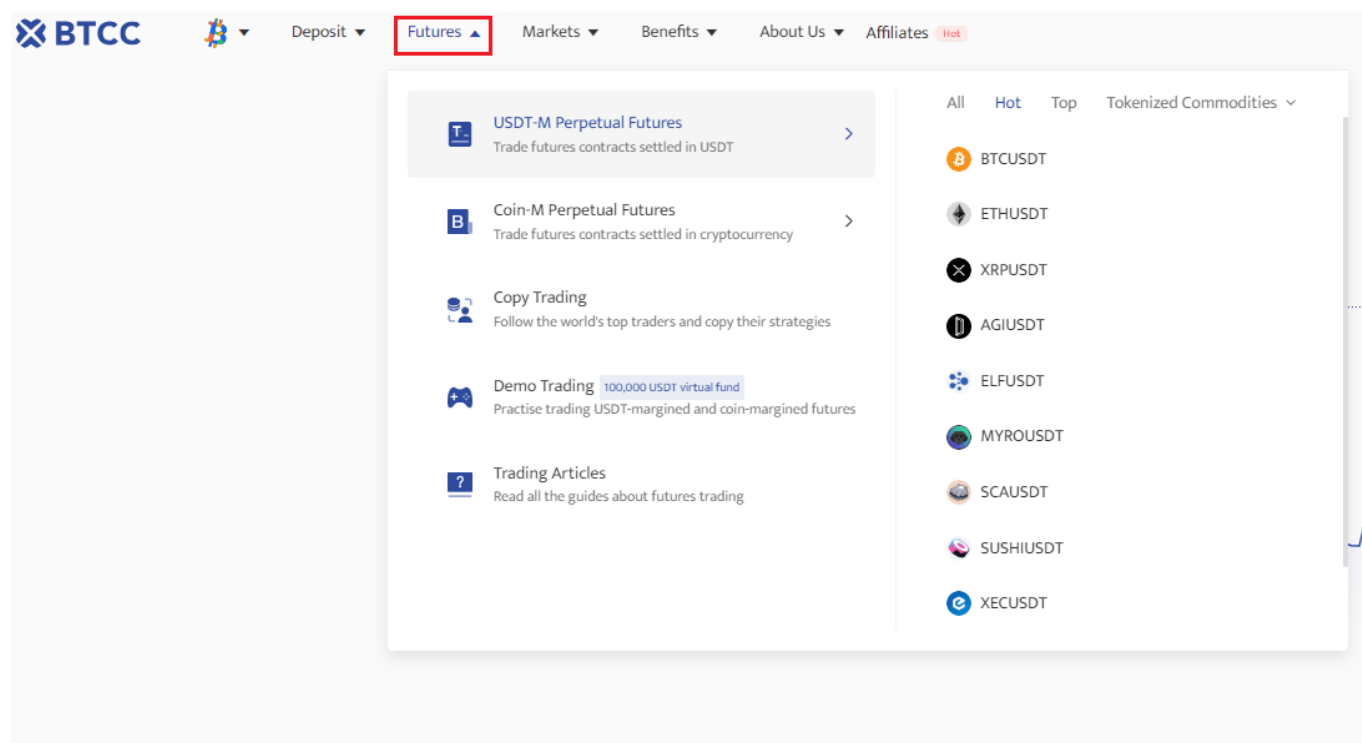 BTCC
Deposit
Futures
Markets
Benefits
About Us
Affiliates
Hot
USDT-M Perpetual Futures
Trade futures contracts settled in USDT
Coin-M Perpetual Futures
Trade futures contracts settled in cryptocurrency
Copy Trading
Follow the world's top traders and copy their strategies
Demo Trading 100,000 USDT virtual fund
Practise trading USDT-margined and coin-margined futures
Trading Articles
Read all the guides about futures trading
All Hot Top Tokenized Commodities
BTCUSDT
ETHUSDT
XRPUSDT
AGIUSDT
ELFUSDT
MYROUSDT
SCAUSDT
SUSHIUSDT
XECUSDT